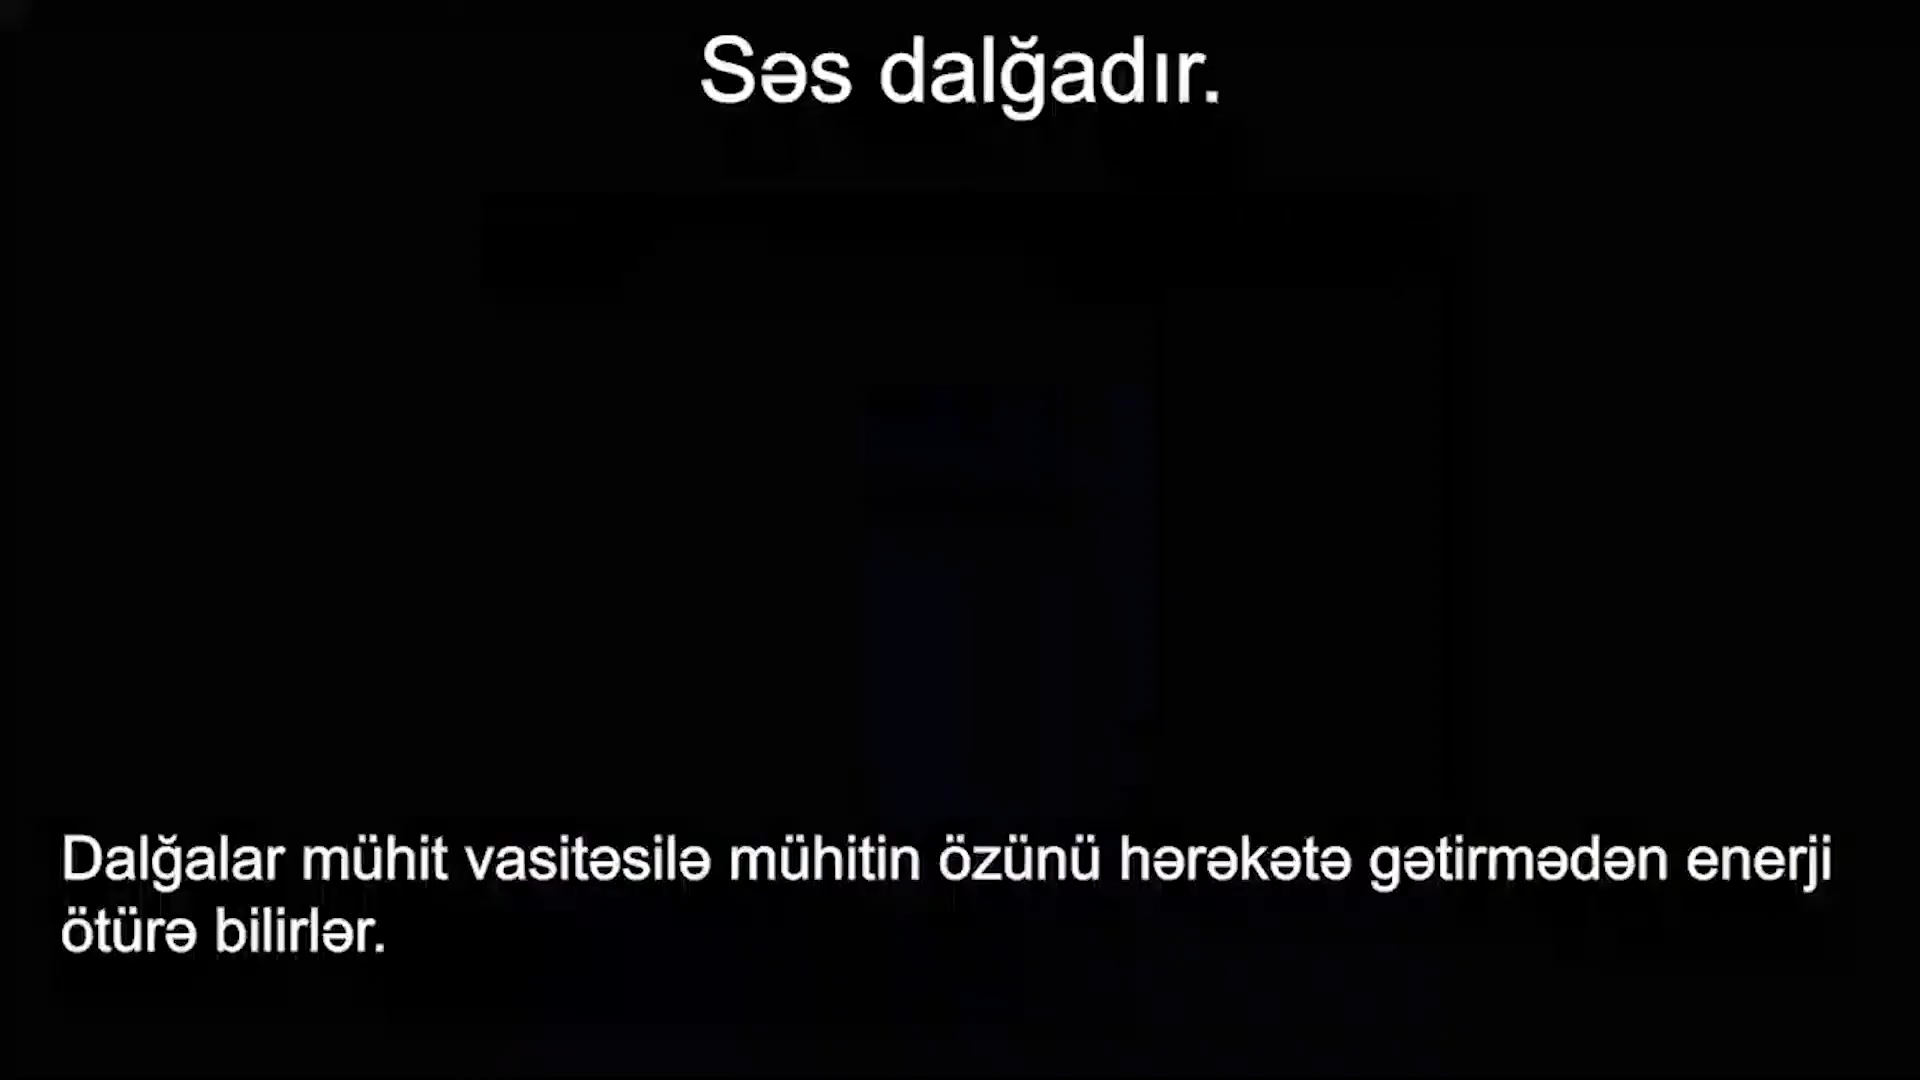 Səs dalğadır.
Dalğalar mühit vasitəsilə mühitin özünü hərəkətə gətirmədən enerji
ötürə bilirlər.